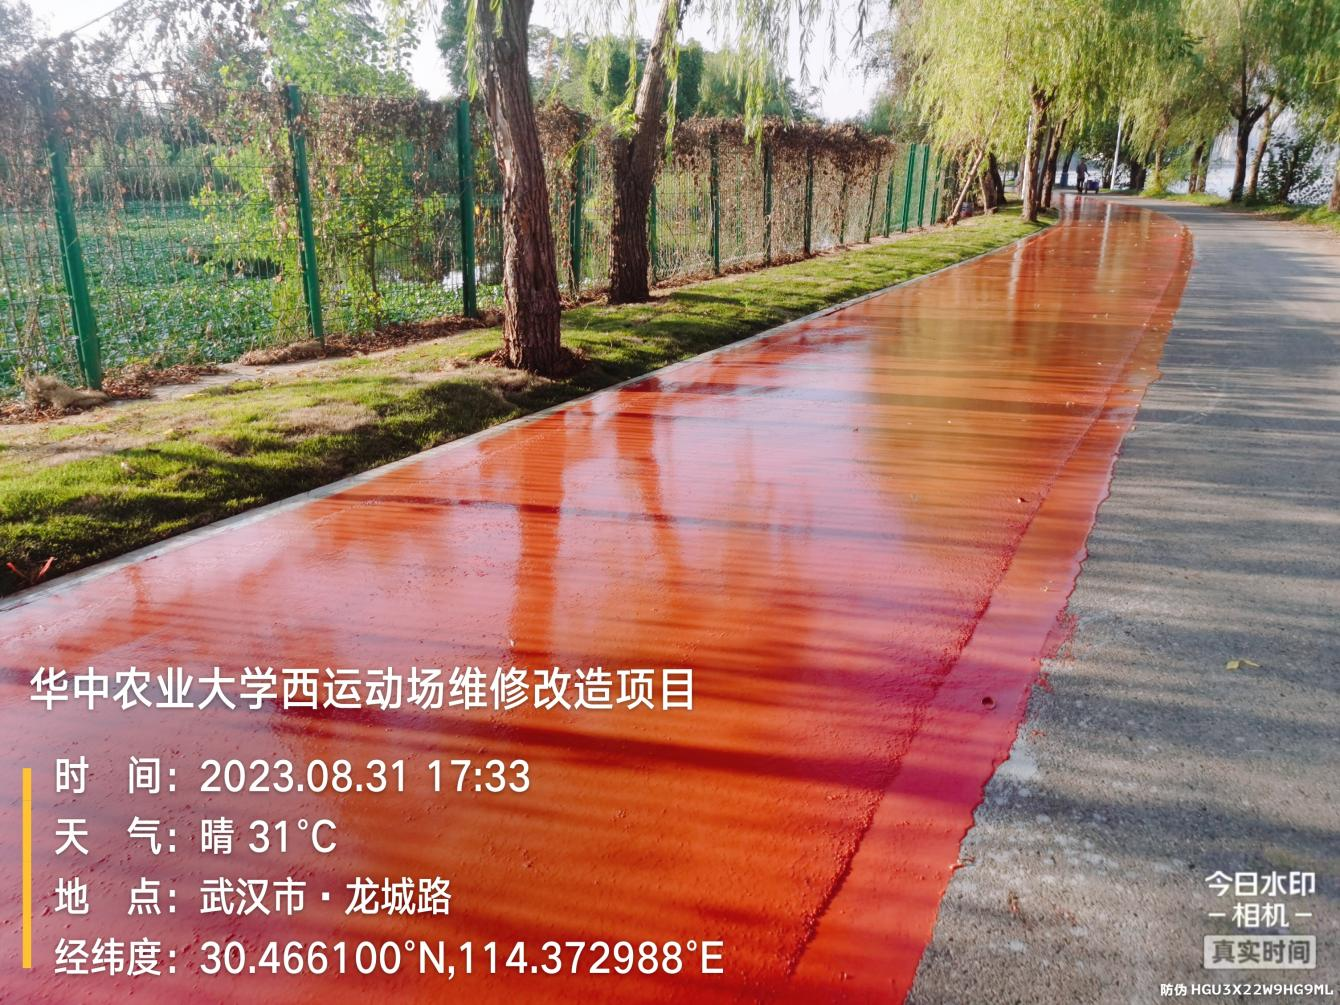 华中农业大学西运动场维修改造项目
时 间：2023.08.31 17:33
天 气：晴 31°C
地 点：武汉市·龙城路
经纬度：30.466100°N,114.372988°E
今日水印
－相机－
真实时间
防伪 HGU3X22W9HG9ML